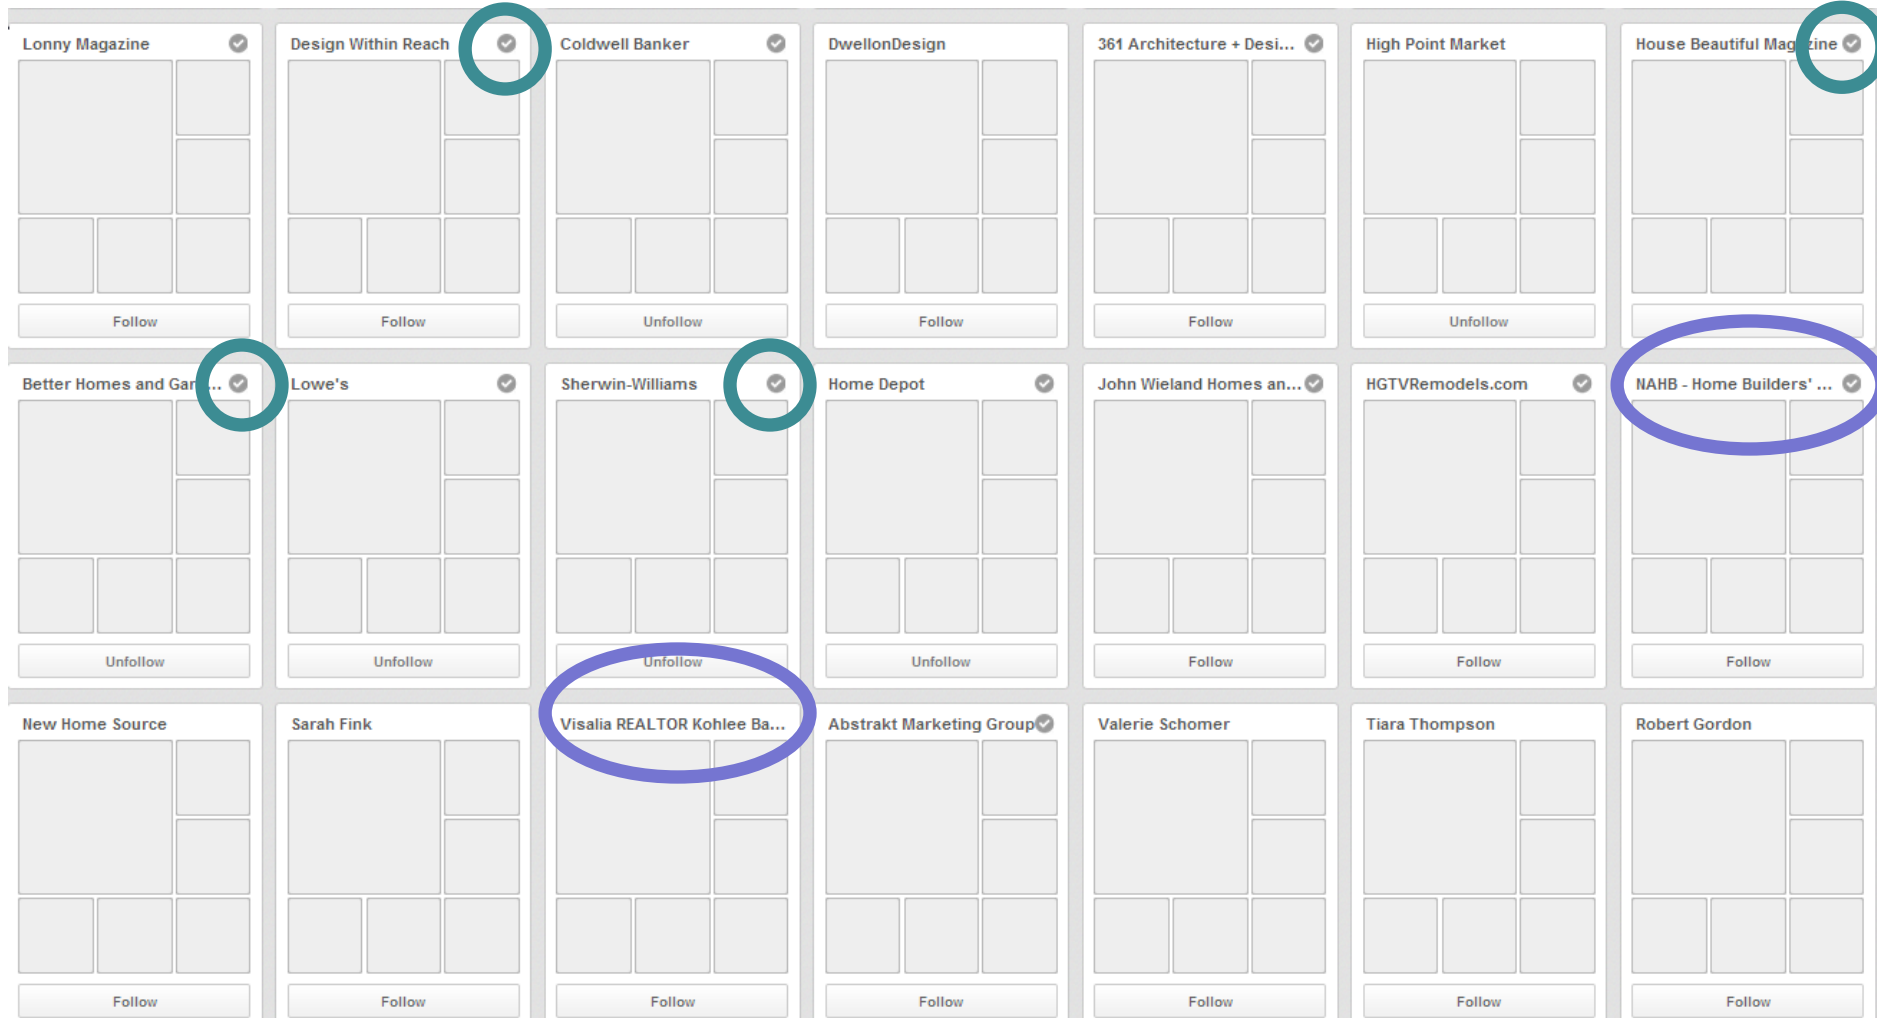 Lonny Magazine
Design Within Reach
Coldwell Banker
DwellonDesign
361 Architecture + Desi...
High Point Market
House Beautiful Magazine
Follow
Follow
Unfollow
Follow
Follow
Unfollow
Better Homes and Gar...
Lowe's
Sherwin-Williams
Home Depot
John Wieland Homes an...
HGTVRemodels.com
NAHB - Home Builders' ...
Unfollow
Unfollow
Unfollow
Unfollow
Follow
Follow
Follow
New Home Source
Sarah Fink
Visalia REALTOR Kohlee Ba...
Abstrakt Marketing Group
Valerie Schomer
Tiara Thompson
Robert Gordon
Follow
Follow
Follow
Follow
Follow
Follow
Follow